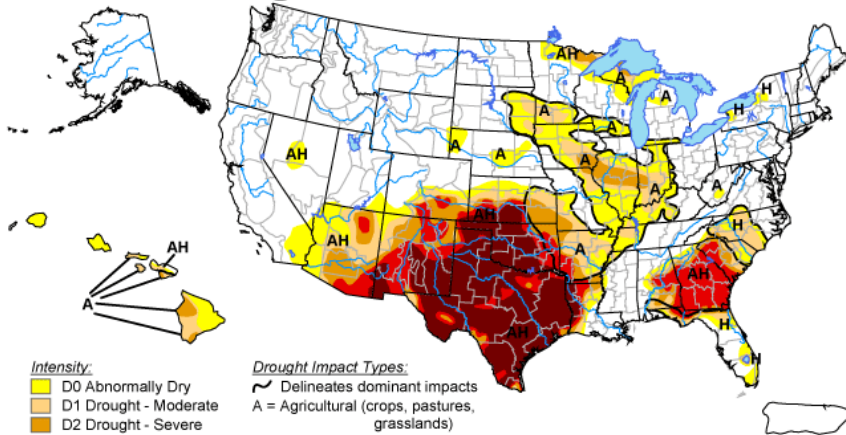 AH
A
A
H
H
A
A
A
A
AH
A
A
A
AH
AH
A
H
AH
AH
AH
A
H
H
Intensity:
D0 Abnormally Dry
D1 Drought - Moderate
D2 Drought - Severe
Drought Impact Types:
Delineates dominant impacts
A = Agricultural (crops, pastures,
grasslands)